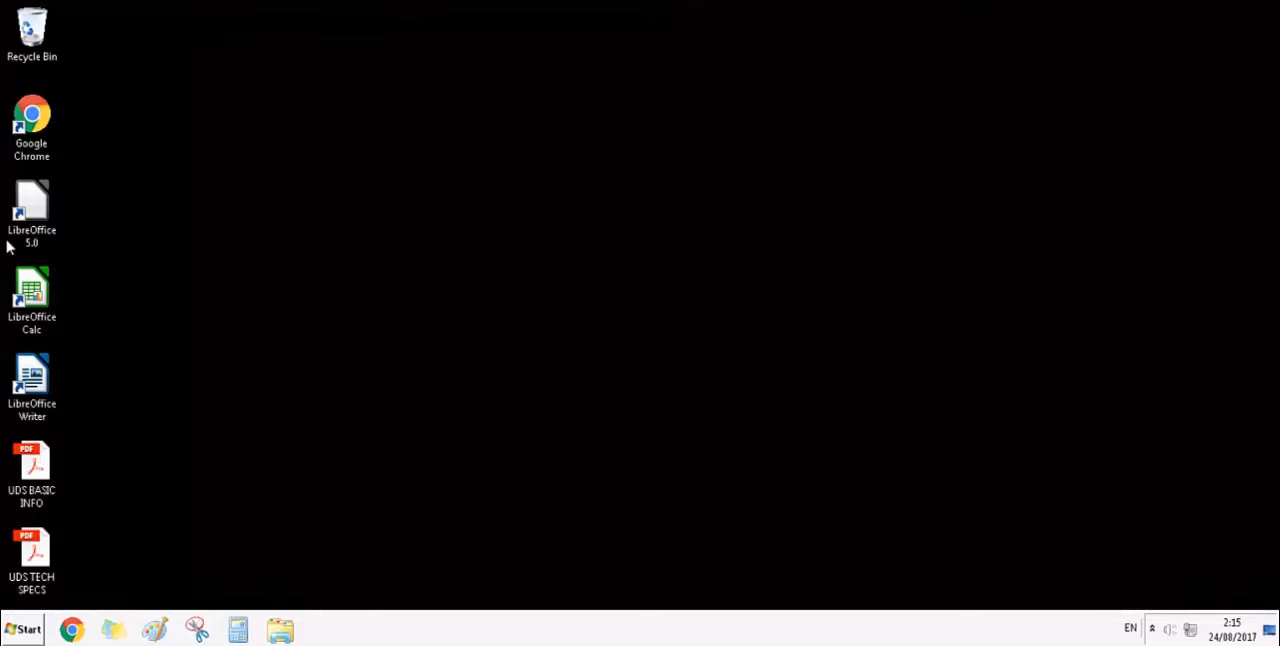 Recycle Bin
Google
Chrome
LibreOffice
5.0
LibreOffice
Calc
LibreOffice
Writer
PDF
UDS BASIC
INFO
PDF
UDS TECH
SPECS
Start
EN
2:15
24/08/2017